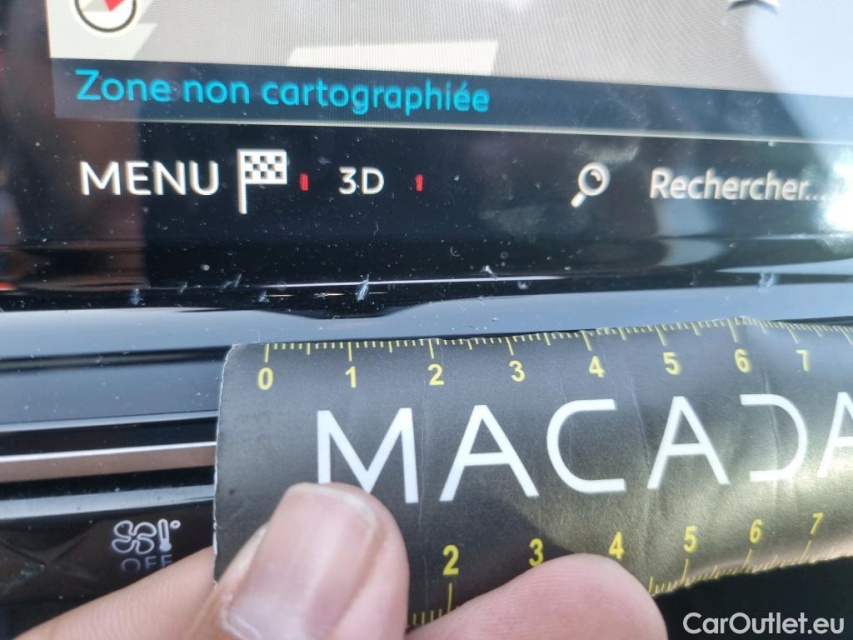 Zone non cartographiée
MENU 3D Rechercher...
0 1 2 3 4 5 6 7
MACADA
OFF
2 3 4 5 6 7
CarOutlet.eu